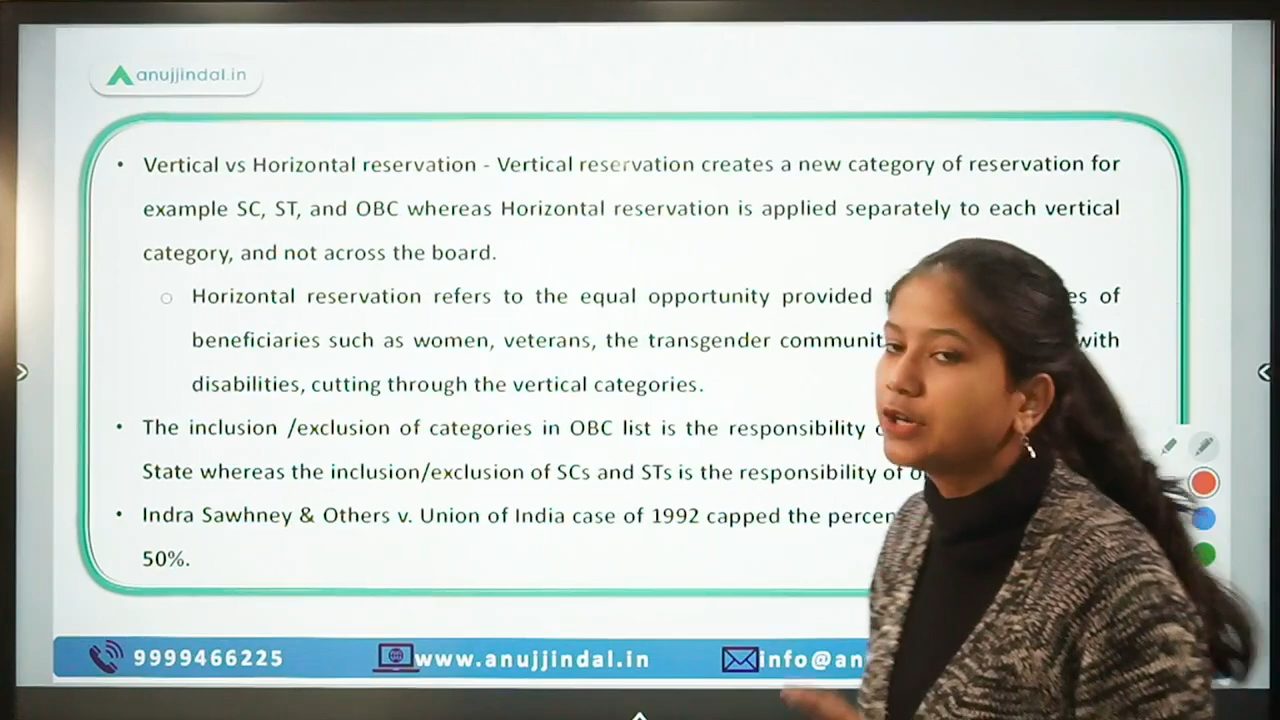 anujjindal.in
• Vertical vs Horizontal reservation - Vertical reservation creates a new category of reservation for
example SC, ST, and OBC whereas Horizontal reservation is applied separately to each vertical
category, and not across the board.
○ Horizontal reservation refers to the equal opportunity provided es of
beneficiaries such as women, veterans, the transgender communit with
disabilities, cutting through the vertical categories.
• The inclusion /exclusion of categories in OBC list is the responsibility
State whereas the inclusion/exclusion of SCs and STs is the responsibility of
• Indra Sawhney & Others v. Union of India case of 1992 capped the percen
50%.
9999466225 www.anujjindal.in info@an